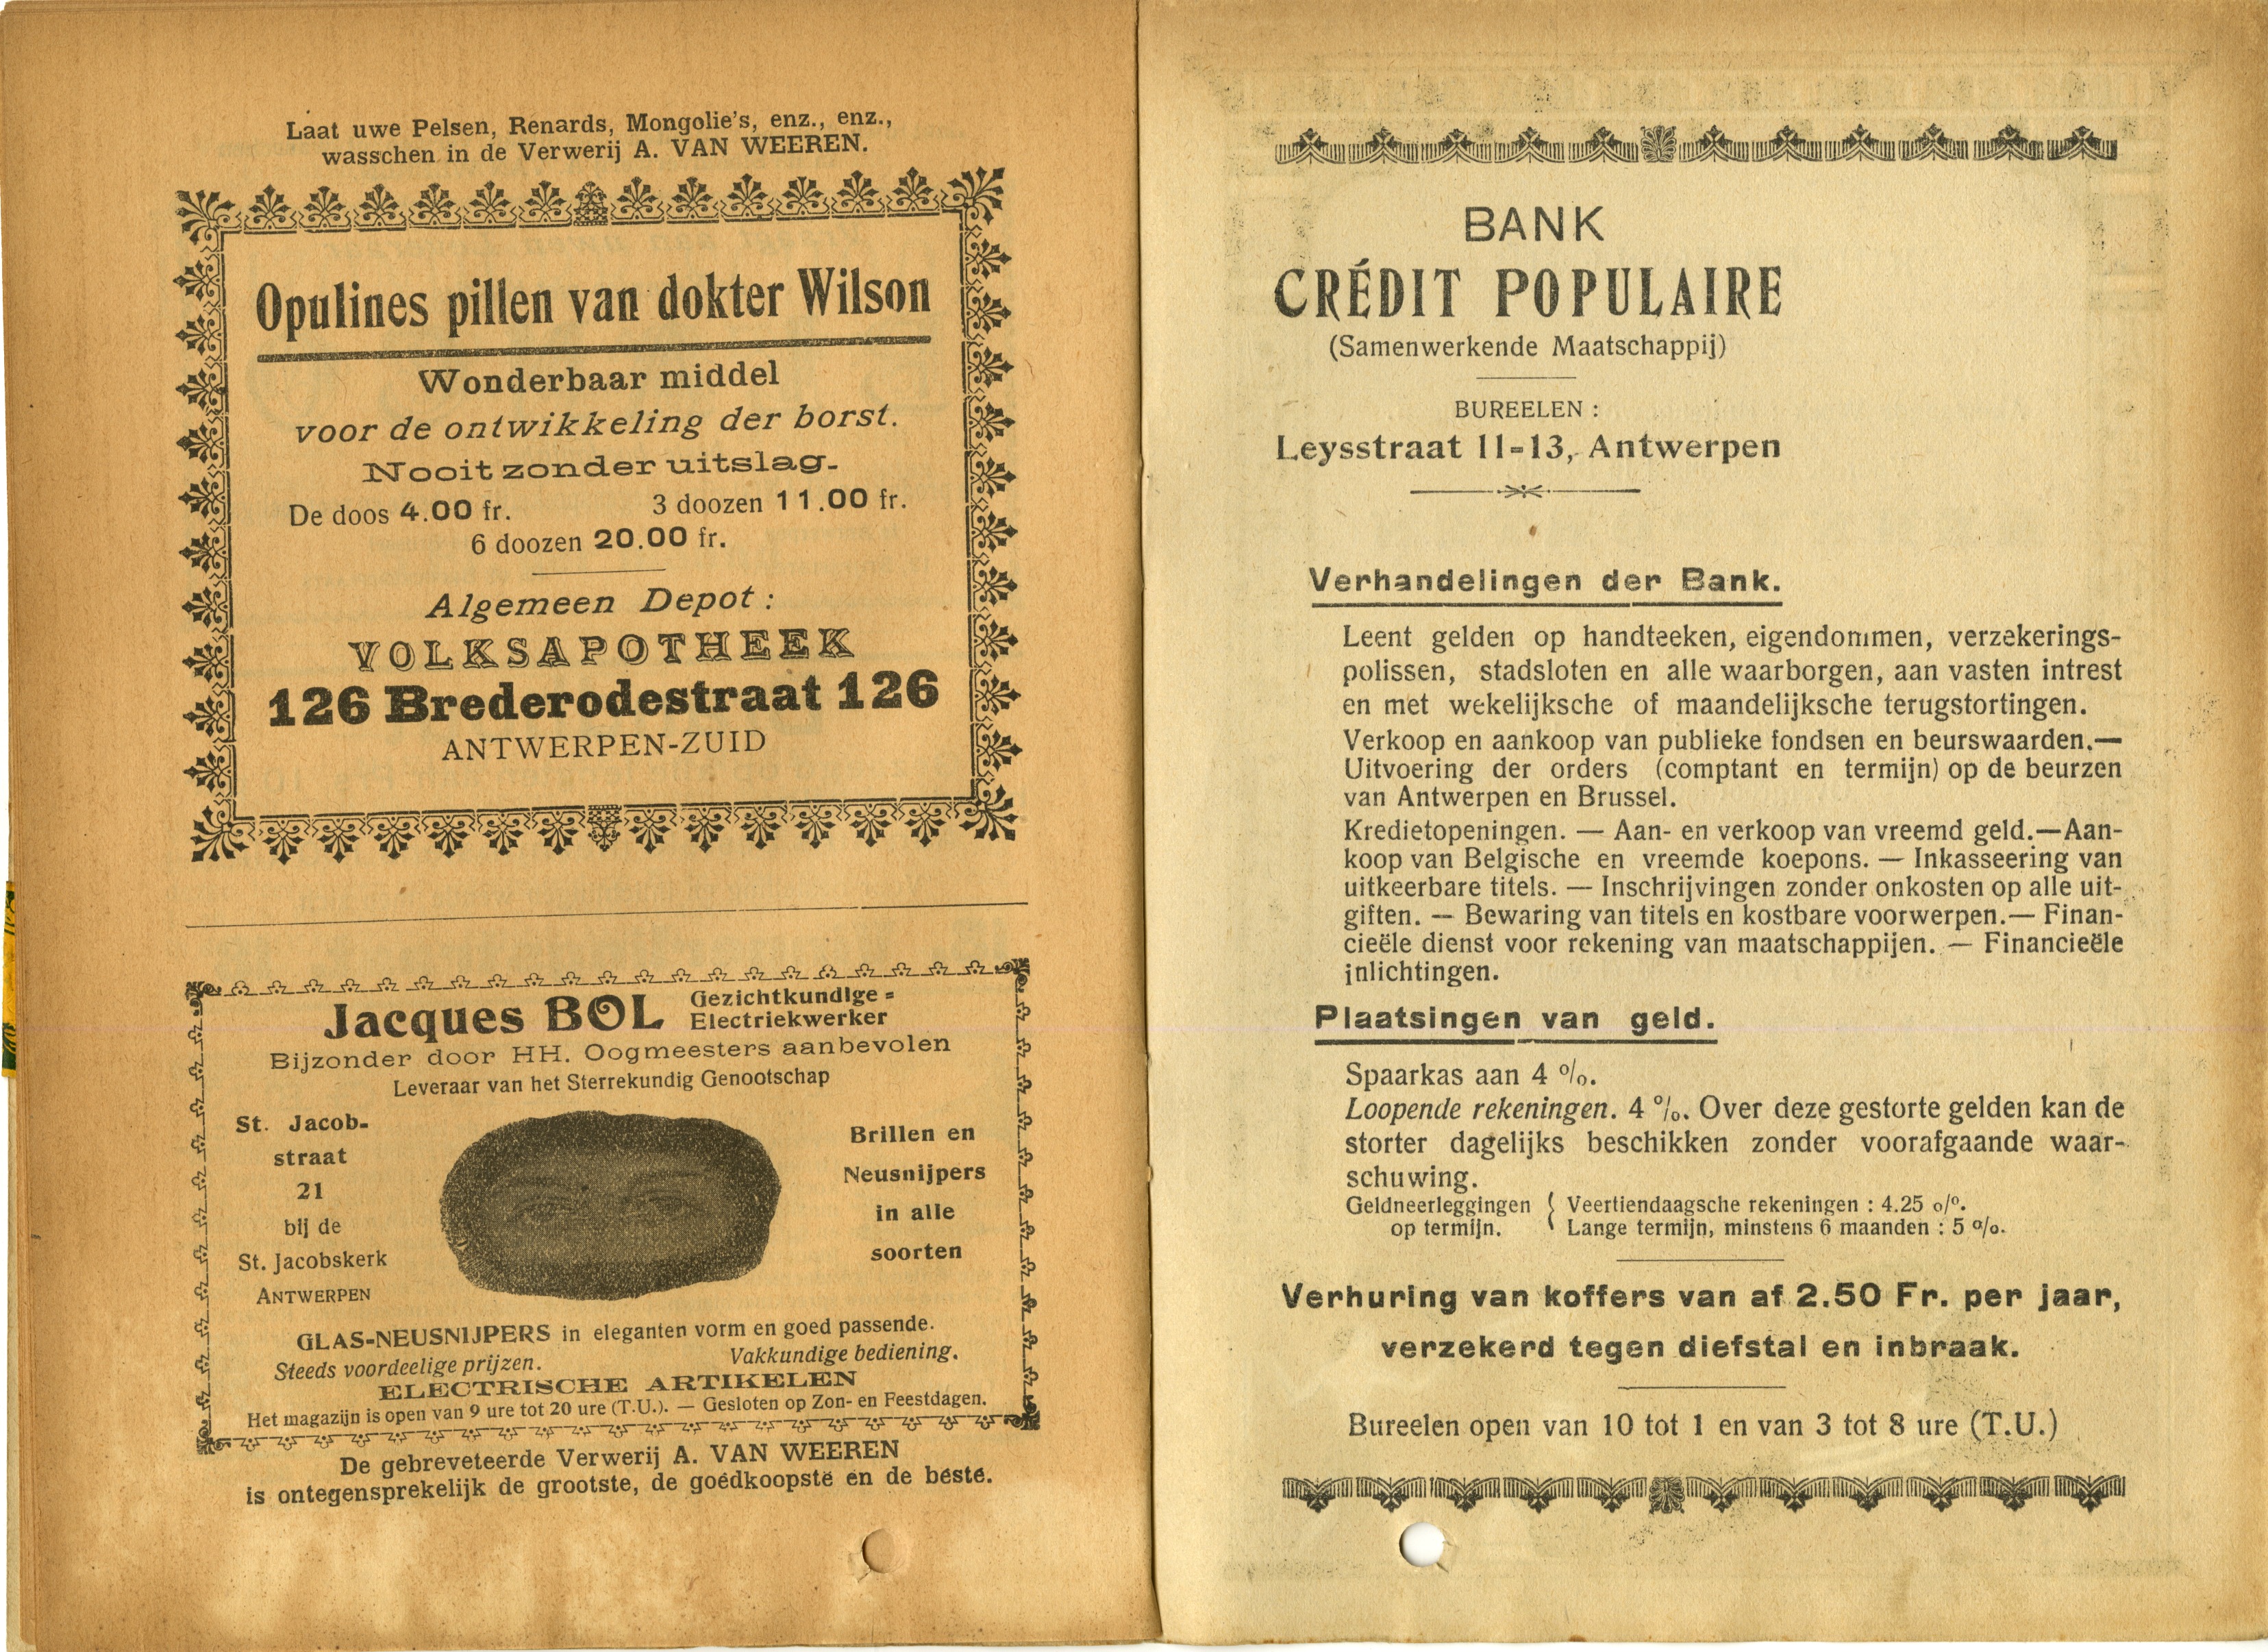 Laat uwe Pelsen, Renards, Mongolie's, enz., enz.,
wasschen in de Verwerij A. VAN WEEREN.
Opulines pillen van dokter Wilson
Wonderbaar middel
voor de ontwikkeling der borst.
Nooit zonder uitslag.
De doos 4.00 fr. 3 doozen 11.00 fr.
6 doozen 20.00 fr.
Algemeen Depot :
VOLKSAPOTHEEK
126 Brederodestraat 126
ANTWERPEN-ZUID
Jacques BOL Gezichtkundige =
Electriekwerker
Bijzonder door HH. Oogmeesters aanbevolen
Leveraar van het Sterrekundig Genootschap
St. Jacob-
straat
21
bij de
St. Jacobskerk
ANTWERPEN
Brillen en
Neusnijpers
in alle
soorten
GLAS-NEUSNIJPERS in eleganten vorm en goed passende.
Steeds voordeelige prijzen. Vakkundige bediening.
ELECTRISCHE ARTIKELEN
Het magazijn is open van 9 ure tot 20 ure (T.U.). — Gesloten op Zon- en Feestdagen.
De gebreveteerde Verwerij A. VAN WEEREN
is ontegensprekelijk de grootste, de goedkoopste en de beste.
BANK
CRÉDIT POPULAIRE
(Samenwerkende Maatschappij)
BUREELEN :
Leysstraat 11-13, Antwerpen
Verhandelingen der Bank.
Leent gelden op handteeken, eigendommen, verzekerings-
polissen, stadsloten en alle waarborgen, aan vasten intrest
en met wekelijksche of maandelijksche terugstortingen.
Verkoop en aankoop van publieke fondsen en beurswaarden.—
Uitvoering der orders (comptant en termijn) op de beurzen
van Antwerpen en Brussel.
Kredietopeningen. — Aan- en verkoop van vreemd geld.—Aan-
koop van Belgische en vreemde koepons. — Inkasseering van
uitkeerbare titels. — Inschrijvingen zonder onkosten op alle uit-
giften. — Bewaring van titels en kostbare voorwerpen.— Finan-
cieële dienst voor rekening van maatschappijen. — Financieële
inlichtingen.
Plaatsingen van geld.
Spaarkas aan 4 %.
Loopende rekeningen. 4 %. Over deze gestorte gelden kan de
storter dagelijks beschikken zonder voorafgaande waar-
schuwing.
Geldneerleggingen { Veertiendaagsche rekeningen : 4.25 o/o.
op termijn. Lange termijn, minstens 6 maanden : 5 %.
Verhuring van koffers van af 2.50 Fr. per jaar,
verzekerd tegen diefstal en inbraak.
Bureelen open van 10 tot 1 en van 3 tot 8 ure (T.U.)